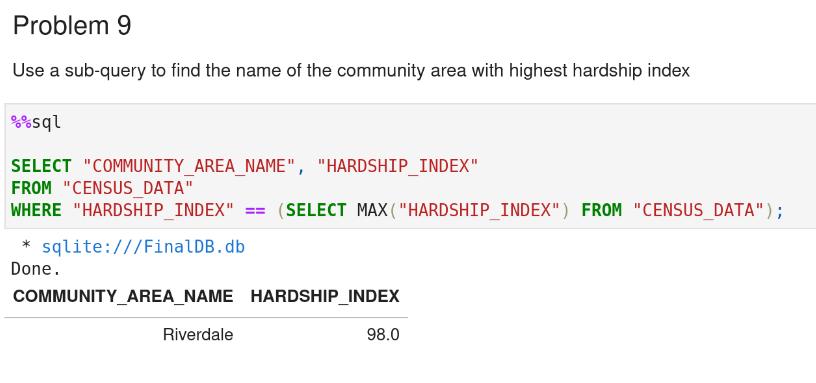 Problem 9
Use a sub-query to find the name of the community area with highest hardship index
%%sql
SELECT "COMMUNITY_AREA_NAME", "HARDSHIP_INDEX"
FROM "CENSUS_DATA"
WHERE "HARDSHIP_INDEX" == (SELECT MAX("HARDSHIP_INDEX") FROM "CENSUS_DATA");
* sqlite:///FinalDB.db
Done.
COMMUNITY_AREA_NAME HARDSHIP_INDEX
Riverdale 98.0